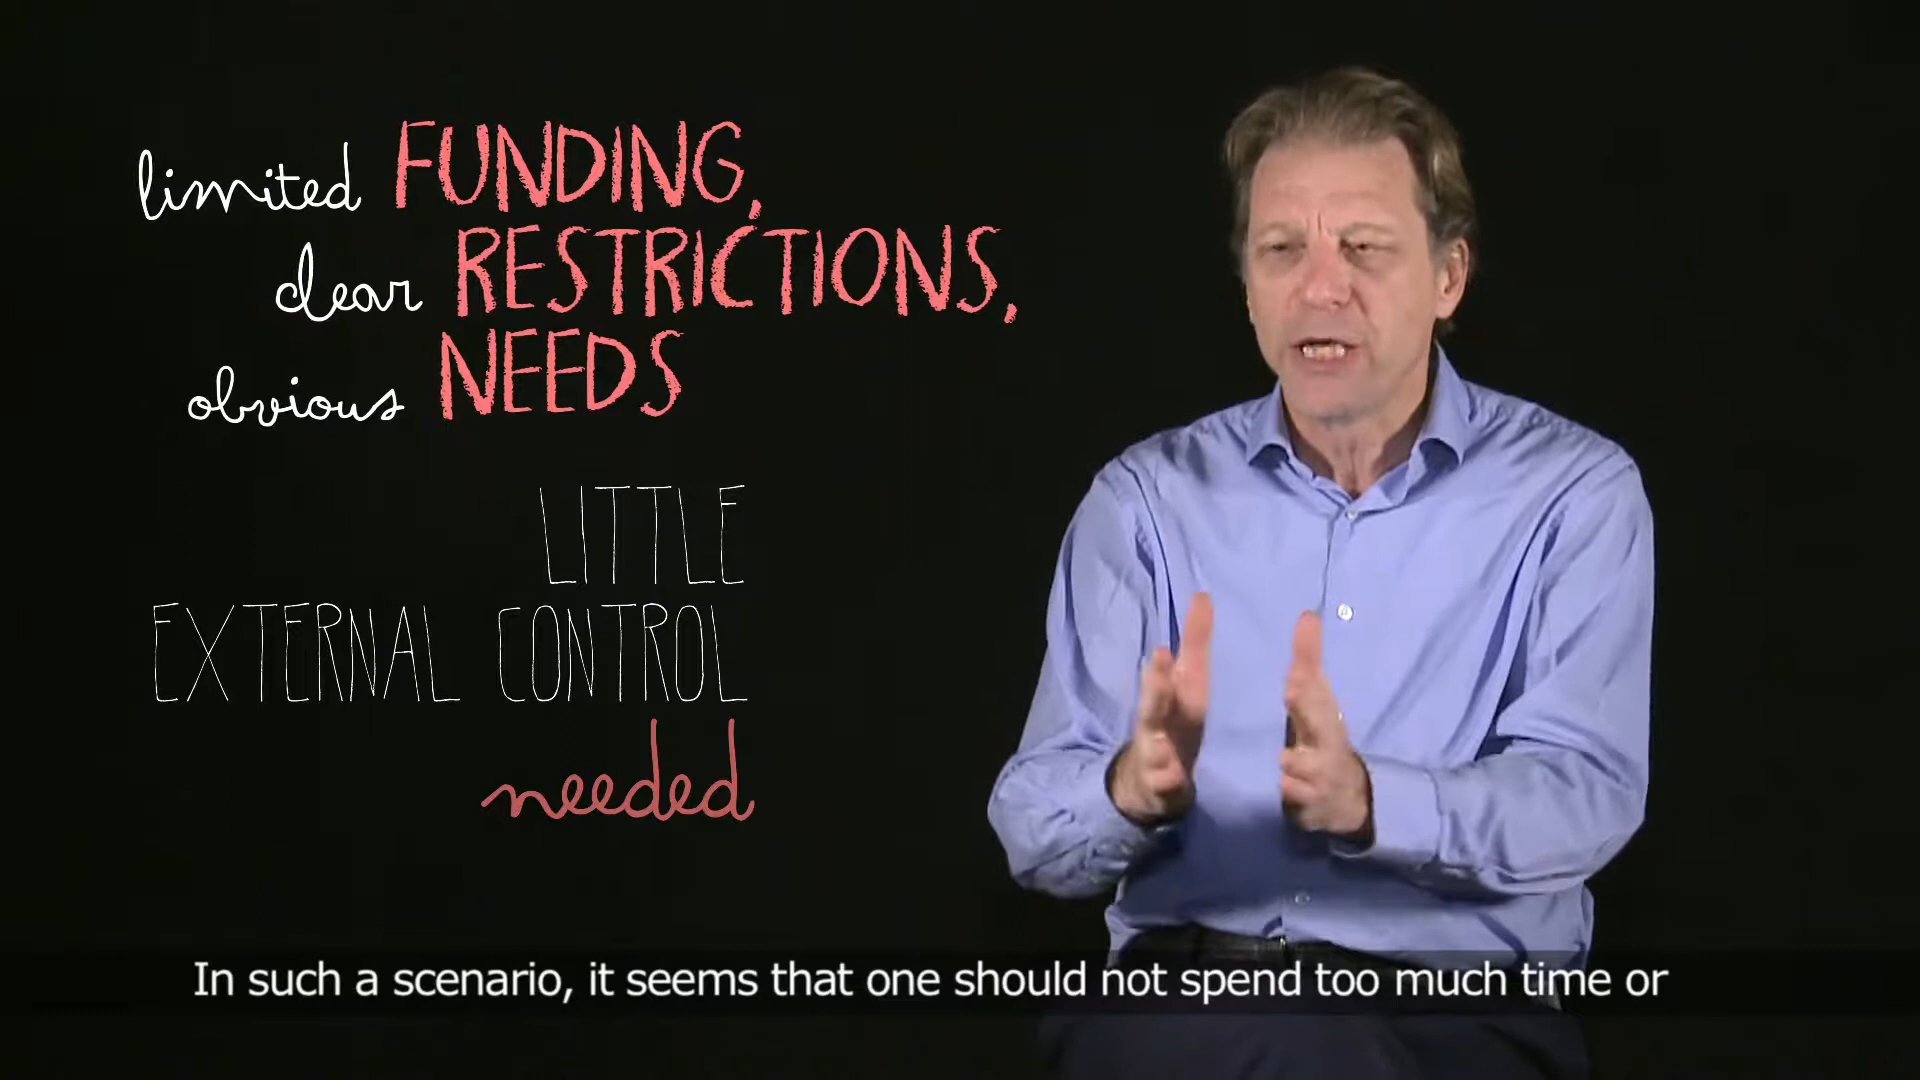 limited FUNDING,
clear RESTRICTIONS,
obvious NEEDS
LITTLE
EXTERNAL CONTROL
needed
In such a scenario, it seems that one should not spend too much time or